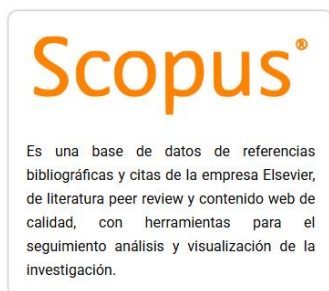 Scopus®
Es una base de datos de referencias
bibliográficas y citas de la empresa Elsevier,
de literatura peer review y contenido web de
calidad, con herramientas para el
seguimiento análisis y visualización de la
investigación.